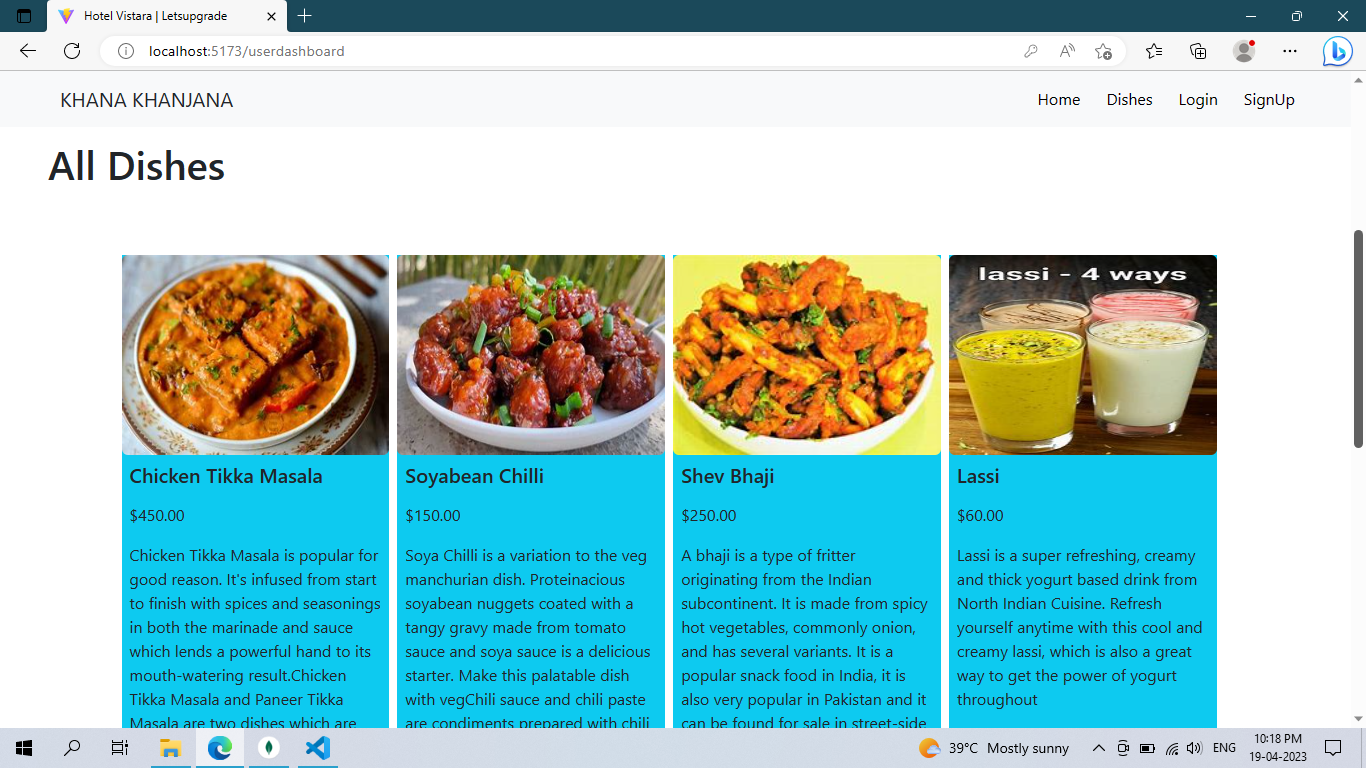 Hotel Vistara | Letsupgrade
localhost:5173/userdashboard
KHANA KHANJANA
Home
Dishes
Login
SignUp
All Dishes
lassi - 4 ways
Chicken Tikka Masala
$450.00
Chicken Tikka Masala is popular for
good reason. It's infused from start
to finish with spices and seasonings
in both the marinade and sauce
which lends a powerful hand to its
mouth-watering result.Chicken
Tikka Masala and Paneer Tikka
Masala are two dishes which are
Soyabean Chilli
$150.00
Soya Chilli is a variation to the veg
manchurian dish. Proteinacious
soyabean nuggets coated with a
tangy gravy made from tomato
sauce and soya sauce is a delicious
starter. Make this palatable dish
with vegChili sauce and chili paste
are condiments prepared with chili
Shev Bhaji
$250.00
A bhaji is a type of fritter
originating from the Indian
subcontinent. It is made from spicy
hot vegetables, commonly onion,
and has several variants. It is a
popular snack food in India, it is
also very popular in Pakistan and it
can be found for sale in street-side
Lassi
$60.00
Lassi is a super refreshing, creamy
and thick yogurt based drink from
North Indian Cuisine. Refresh
yourself anytime with this cool and
creamy lassi, which is also a great
way to get the power of yogurt
throughout
39°C Mostly sunny
ENG
10:18 PM
19-04-2023